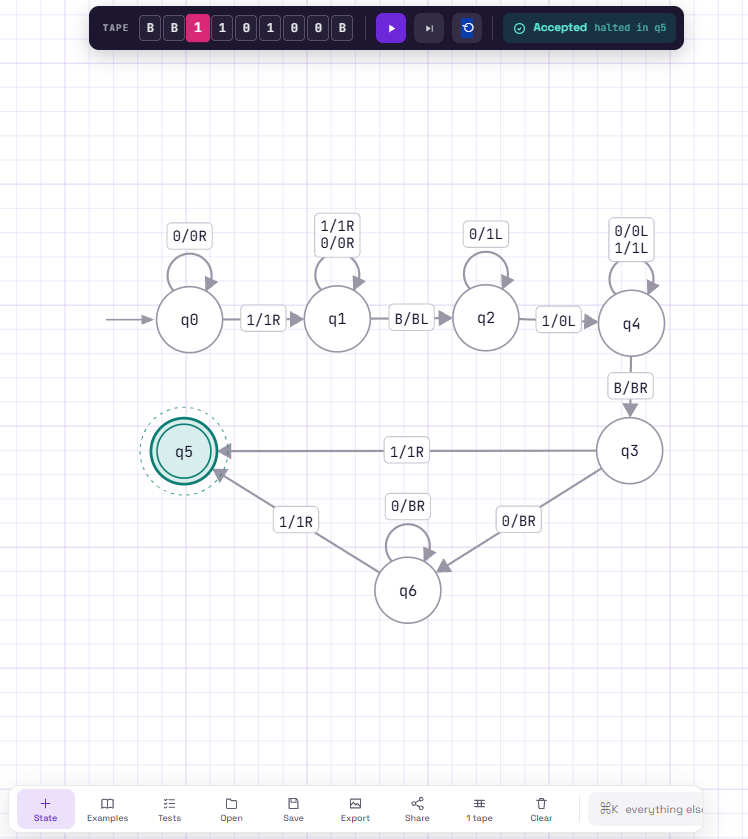 TAPE B B 1 1 0 1 0 0 B Accepted halted in q5
0/0R
1/1R
0/0R
0/1L
0/0L
1/1L
q0
1/1R
q1
B/BL
q2
1/0L
q4
B/BR
q5
1/1R
q3
0/BR
1/1R
0/BR
q6
State Examples Tests Open Save Export Share 1 tape Clear ⌘K everything else